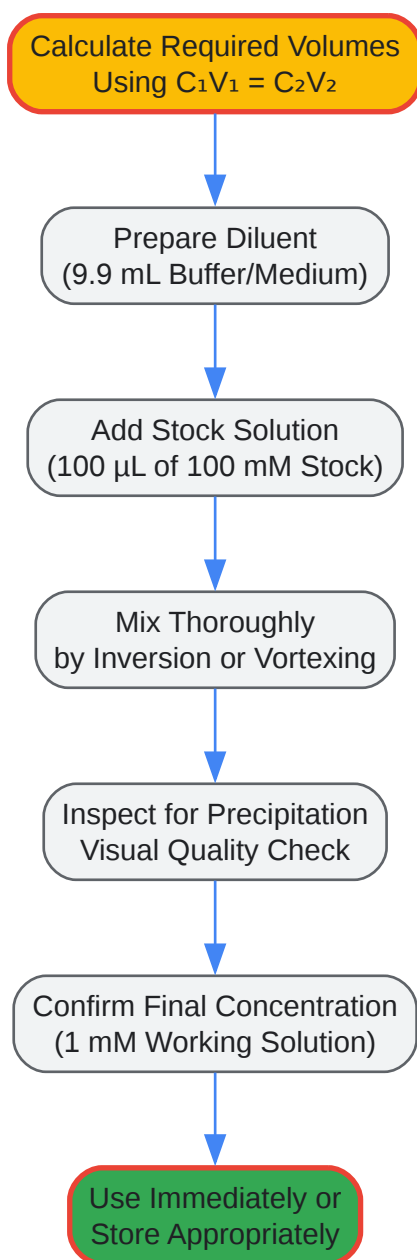 Calculate Required Volumes
Using C₁V₁ = C₂V₂
Prepare Diluent
(9.9 mL Buffer/Medium)
Add Stock Solution
(100 µL of 100 mM Stock)
Mix Thoroughly
by Inversion or Vortexing
Inspect for Precipitation
Visual Quality Check
Confirm Final Concentration
(1 mM Working Solution)
Use Immediately or
Store Appropriately